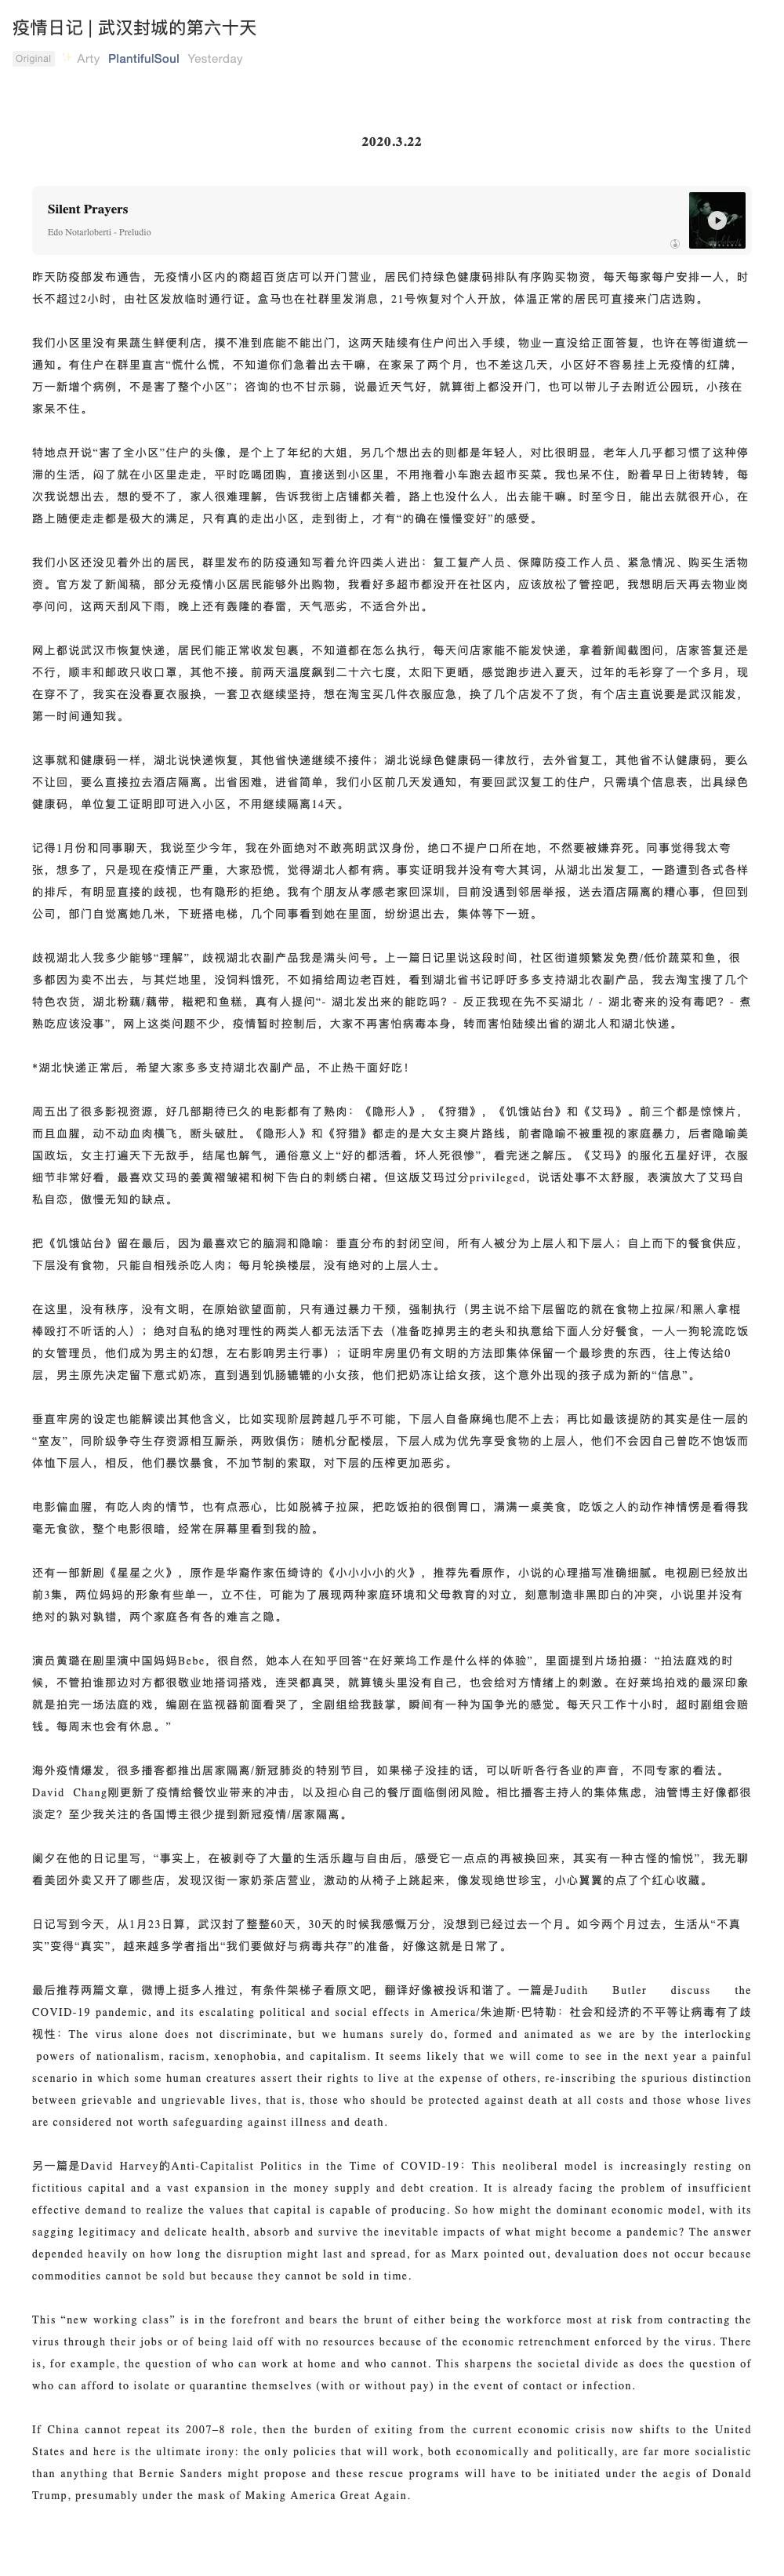 疫情日记 | 武汉封城的第六十天
Original Arty PlantifulSoul Yesterday
2020.3.22
Silent Prayers
Edo Notarloberti - Preludio
昨天防疫部发布通告，无疫情小区内的商超百货店可以开门营业，居民们持绿色健康码排队有序购买物资，每天每家每户安排一人，时
长不超过2小时，由社区发放临时通行证。盒马也在社群里发消息，21号恢复对个人开放，体温正常的居民可直接来门店选购。
我们小区里没有果蔬生鲜便利店，摸不准到底能不能出门，这两天陆续有住户问出入手续，物业一直没给正面答复，也许在等街道统一
通知。有住户在群里直言“慌什么慌，不知道你们急着出去干嘛，在家呆了两个月，也不差这几天，小区好不容易挂上无疫情的红牌，
万一新增个病例，不是害了整个小区”；咨询的也不甘示弱，说最近天气好，就算街上都没开门，也可以带儿子去附近公园玩，小孩在
家呆不住。
特地点开说“害了全小区”住户的头像，是个上了年纪的大姐，另几个想出去的则都是年轻人，对比很明显，老年人几乎都习惯了这种停
滞的生活，闷了就在小区里走走，平时吃喝团购，直接送到小区里，不用拖着小车跑去超市买菜。我也呆不住，盼着早日上街转转，每
次我说想出去，想的受不了，家人很难理解，告诉我街上店铺都关着，路上也没什么人，出去能干嘛。时至今日，能出去就很开心，在
路上随便走走都是极大的满足，只有真的走出小区，走到街上，才有“的确在慢慢变好”的感受。
我们小区还没见着外出的居民，群里发布的防疫通知写着允许四类人进出：复工复产人员、保障防疫工作人员、紧急情况、购买生活物
资。官方发了新闻稿，部分无疫情小区居民能够外出购物，我看好多超市都没开在社区内，应该放松了管控吧，我想明后天再去物业岗
亭问问，这两天刮风下雨，晚上还有轰隆的春雷，天气恶劣，不适合外出。
网上都说武汉市恢复快递，居民们能正常收发包裹，不知道都在怎么执行，每天问店家能不能发快递，拿着新闻截图问，店家答复还是
不行，顺丰和邮政只收口罩，其他不接。前两天温度飙到二十六七度，太阳下更晒，感觉跑步进入夏天，过年的毛衫穿了一个多月，现
在穿不了，我实在没春夏衣服换，一套卫衣继续坚持，想在淘宝买几件衣服应急，换了几个店发不了货，有个店主直说要是武汉能发，
第一时间通知我。
这事就和健康码一样，湖北说快递恢复，其他省快递继续不接件；湖北说绿色健康码一律放行，去外省复工，其他省不认健康码，要么
不让回，要么直接拉去酒店隔离。出省困难，进省简单，我们小区前几天发通知，有要回武汉复工的住户，只需填个信息表，出具绿色
健康码，单位复工证明即可进入小区，不用继续隔离14天。
记得1月份和同事聊天，我说至少今年，我在外面绝对不敢亮明武汉身份，绝口不提户口所在地，不然要被嫌弃死。同事觉得我太夸
张，想多了，只是现在疫情正严重，大家恐慌，觉得湖北人都有病。事实证明我并没有夸大其词，从湖北出发复工，一路遭到各式各样
的排斥，有明显直接的歧视，也有隐形的拒绝。我有个朋友从孝感老家回深圳，目前没遇到邻居举报，送去酒店隔离的糟心事，但回到
公司，部门自觉离她几米，下班搭电梯，几个同事看到她在里面，纷纷退出去，集体等下一班。
歧视湖北人我多少能够“理解”，歧视湖北农副产品我是满头问号。上一篇日记里说这段时间，社区街道频繁发免费/低价蔬菜和鱼，很
多都因为卖不出去，与其烂地里，没饲料饿死，不如捐给周边老百姓，看到湖北省书记呼吁多多支持湖北农副产品，我去淘宝搜了几个
特色农货，湖北粉藕/藕带，糍粑和鱼糕，真有人提问“- 湖北发出来的能吃吗？- 反正我现在先不买湖北 / - 湖北寄来的没有毒吧？- 煮
熟吃应该没事”，网上这类问题不少，疫情暂时控制后，大家不再害怕病毒本身，转而害怕陆续出省的湖北人和湖北快递。
*湖北快递正常后，希望大家多多支持湖北农副产品，不止热干面好吃！
周五出了很多影视资源，好几部期待已久的电影都有了熟肉：《隐形人》，《狩猎》，《饥饿站台》和《艾玛》。前三个都是惊悚片，
而且血腥，动不动血肉横飞，断头破肚。《隐形人》和《狩猎》都走的是大女主爽片路线，前者隐喻不被重视的家庭暴力，后者隐喻美
国政坛，女主打遍天下无敌手，结尾也解气，通俗意义上“好的都活着，坏人死很惨”，看完迷之解压。《艾玛》的服化五星好评，衣服
细节非常好看，最喜欢艾玛的姜黄褶皱裙和树下告白的刺绣白裙。但这版艾玛过分privileged，说话处事不太舒服，表演放大了艾玛自
私自恋，傲慢无知的缺点。
把《饥饿站台》留在最后，因为最喜欢它的脑洞和隐喻：垂直分布的封闭空间，所有人被分为上层人和下层人；自上而下的餐食供应，
下层没有食物，只能自相残杀吃人肉；每月轮换楼层，没有绝对的上层人士。
在这里，没有秩序，没有文明，在原始欲望面前，只有通过暴力干预，强制执行（男主说不给下层留吃的就在食物上拉屎/和黑人拿棍
棒殴打不听话的人）；绝对自私的绝对理性的两类人都无法活下去（准备吃掉男主的老头和执意给下面人分好餐食，一人一狗轮流吃饭
的女管理员，他们成为男主的幻想，左右影响男主行事）；证明牢房里仍有文明的方法即集体保留一个最珍贵的东西，往上传达给0
层，男主原先决定留下意式奶冻，直到遇到饥肠辘辘的小女孩，他们把奶冻让给女孩，这个意外出现的孩子成为新的“信息”。
垂直牢房的设定也能解读出其他含义，比如实现阶层跨越几乎不可能，下层人自备麻绳也爬不上去；再比如最该提防的其实是住一层的
“室友”，同阶级争夺生存资源相互厮杀，两败俱伤；随机分配楼层，下层人成为优先享受食物的上层人，他们不会因自己曾吃不饱饭而
体恤下层人，相反，他们暴饮暴食，不加节制的索取，对下层的压榨更加恶劣。
电影偏血腥，有吃人肉的情节，也有点恶心，比如脱裤子拉屎，把吃饭拍的很倒胃口，满满一桌美食，吃饭之人的动作神情愣是看得我
毫无食欲，整个电影很暗，经常在屏幕里看到我的脸。
还有一部新剧《星星之火》，原作是华裔作家伍绮诗的《小小小小的火》，推荐先看原作，小说的心理描写准确细腻。电视剧已经放出
前3集，两位妈妈的形象有些单一，立不住，可能为了展现两种家庭环境和父母教育的对立，刻意制造非黑即白的冲突，小说里并没有
绝对的孰对孰错，两个家庭各有各的难言之隐。
演员黄璐在剧里演中国妈妈Bebe，很自然，她本人在知乎回答“在好莱坞工作是什么样的体验”，里面提到片场拍摄：“拍法庭戏的时
候，不管拍谁那边对方都很敬业地搭词搭戏，连哭都真哭，就算镜头里没有自己，也会给对方情绪上的刺激。在好莱坞拍戏的最深印象
就是拍完一场法庭的戏，编剧在监视器前面看哭了，全剧组给我鼓掌，瞬间有一种为国争光的感觉。每天只工作十小时，超时剧组会赔
钱。每周末也会有休息。”
海外疫情爆发，很多播客都推出居家隔离/新冠肺炎的特别节目，如果梯子没挂的话，可以听听各行各业的声音，不同专家的看法。
David Chang刚更新了疫情给餐饮业带来的冲击，以及担心自己的餐厅面临倒闭风险。相比播客主持人的集体焦虑，油管博主好像都很
淡定？至少我关注的各国博主很少提到新冠疫情/居家隔离。
阑夕在他的日记里写，“事实上，在被剥夺了大量的生活乐趣与自由后，感受它一点点的再被换回来，其实有一种古怪的愉悦”，我无聊
看美团外卖又开了哪些店，发现汉街一家奶茶店营业，激动的从椅子上跳起来，像发现绝世珍宝，小心翼翼的点了个红心收藏。
日记写到今天，从1月23日算，武汉封了整整60天，30天的时候我感慨万分，没想到已经过去一个月。如今两个月过去，生活从“不真
实”变得“真实”，越来越多学者指出“我们要做好与病毒共存”的准备，好像这就是日常了。
最后推荐两篇文章，微博上挺多人推过，有条件架梯子看原文吧，翻译好像被投诉和谐了。一篇是Judith Butler discuss the
COVID-19 pandemic, and its escalating political and social effects in America/朱迪斯·巴特勒：社会和经济的不平等让病毒有了歧
视性：The virus alone does not discriminate, but we humans surely do, formed and animated as we are by the interlocking
powers of nationalism, racism, xenophobia, and capitalism. It seems likely that we will come to see in the next year a painful
scenario in which some human creatures assert their rights to live at the expense of others, re-inscribing the spurious distinction
between grievable and ungrievable lives, that is, those who should be protected against death at all costs and those whose lives
are considered not worth safeguarding against illness and death.
另一篇是David Harvey的Anti-Capitalist Politics in the Time of COVID-19：This neoliberal model is increasingly resting on
fictitious capital and a vast expansion in the money supply and debt creation. It is already facing the problem of insufficient
effective demand to realize the values that capital is capable of producing. So how might the dominant economic model, with its
sagging legitimacy and delicate health, absorb and survive the inevitable impacts of what might become a pandemic? The answer
depended heavily on how long the disruption might last and spread, for as Marx pointed out, devaluation does not occur because
commodities cannot be sold but because they cannot be sold in time.
This “new working class” is in the forefront and bears the brunt of either being the workforce most at risk from contracting the
virus through their jobs or of being laid off with no resources because of the economic retrenchment enforced by the virus. There
is, for example, the question of who can work at home and who cannot. This sharpens the societal divide as does the question of
who can afford to isolate or quarantine themselves (with or without pay) in the event of contact or infection.
If China cannot repeat its 2007–8 role, then the burden of exiting from the current economic crisis now shifts to the United
States and here is the ultimate irony: the only policies that will work, both economically and politically, are far more socialistic
than anything that Bernie Sanders might propose and these rescue programs will have to be initiated under the aegis of Donald
Trump, presumably under the mask of Making America Great Again.